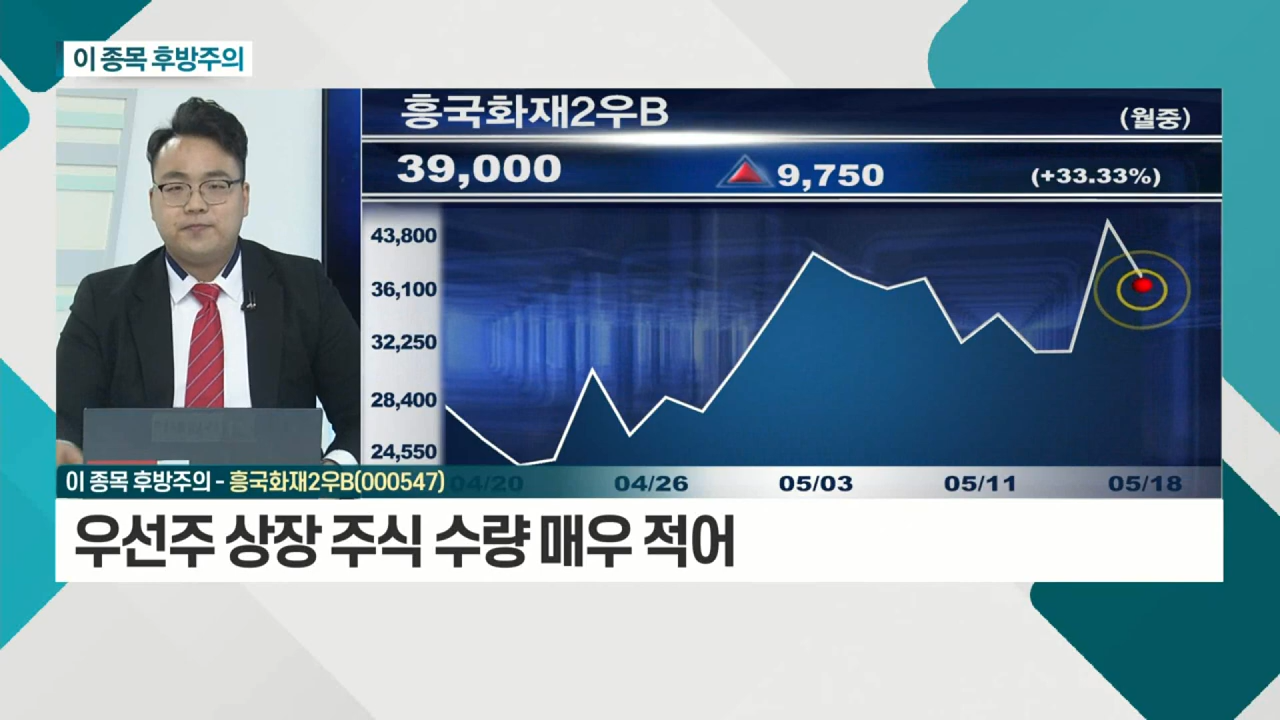 이 종목 후방주의
흥국화재2우B
(월중)
39,000 ▲ 9,750 (+33.33%)
43,800
36,100
32,250
28,400
24,550
04/20 04/26 05/03 05/11 05/18
이 종목 후방주의 - 흥국화재2우B(000547)
우선주 상장 주식 수량 매우 적어